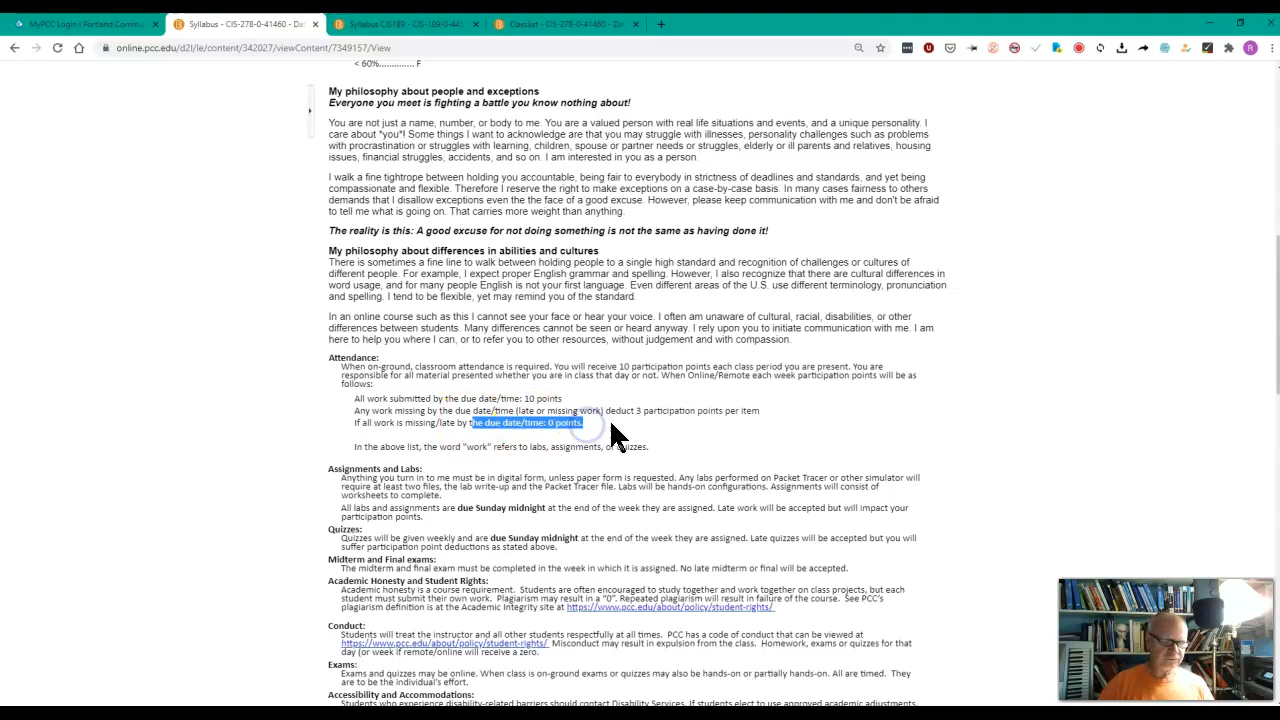 MyPCC Login | Portland Commu
Syllabus - CIS-278-0-41460 - Dat
Syllabus CIS189 - CIS-189-0-443
Classlist - CIS-278-0-41460 - Dat
online.pcc.edu/d2l/le/content/342027/viewContent/7349157/View
< 60%.............. F
My philosophy about people and exceptions
Everyone you meet is fighting a battle you know nothing about!
You are not just a name, number, or body to me. You are a valued person with real life situations and events, and a unique personality. I
care about *you*! Some things I want to acknowledge are that you may struggle with illnesses, personality challenges such as problems
with procrastination or struggles with learning, children, spouse or partner needs or struggles, elderly or ill parents and relatives, housing
issues, financial struggles, accidents, and so on. I am interested in you as a person.
I walk a fine tightrope between holding you accountable, being fair to everybody in strictness of deadlines and standards, and yet being
compassionate and flexible. Therefore I reserve the right to make exceptions on a case-by-case basis. In many cases fairness to others
demands that I disallow exceptions even the the face of a good excuse. However, please keep communication with me and don't be afraid
to tell me what is going on. That carries more weight than anything.
The reality is this: A good excuse for not doing something is not the same as having done it!
My philosophy about differences in abilities and cultures
There is sometimes a fine line to walk between holding people to a single high standard and recognition of challenges or cultures of
different people. For example, I expect proper English grammar and spelling. However, I also recognize that there are cultural differences in
word usage, and for many people English is not your first language. Even different areas of the U.S. use different terminology, pronunciation
and spelling. I tend to be flexible, yet may remind you of the standard.
In an online course such as this I cannot see your face or hear your voice. I often am unaware of cultural, racial, disabilities, or other
differences between students. Many differences cannot be seen or heard anyway. I rely upon you to initiate communication with me. I am
here to help you where I can, or to refer you to other resources, without judgement and with compassion.
Attendance:
When on-ground, classroom attendance is required. You will receive 10 participation points each class period you are present. You are
responsible for all material presented whether you are in class that day or not. When Online/Remote each week participation points will be as
follows:
All work submitted by the due date/time: 10 points
Any work missing by the due date/time (late or missing work) deduct 3 participation points per item
If all work is missing/late by the due date/time: 0 points.
In the above list, the word "work" refers to labs, assignments, or quizzes.
Assignments and Labs:
Anything you turn in to me must be in digital form, unless paper form is requested. Any labs performed on Packet Tracer or other simulator will
require at least two files, the lab write-up and the Packet Tracer file. Labs will be hands-on configurations. Assignments will consist of
worksheets to complete.
All labs and assignments are due Sunday midnight at the end of the week they are assigned. Late work will be accepted but will impact your
participation points.
Quizzes:
Quizzes will be given weekly and are due Sunday midnight at the end of the week they are assigned. Late quizzes will be accepted but you will
suffer participation point deductions as stated above.
Midterm and Final exams:
The midterm and final exam must be completed in the week in which it is assigned. No late midterm or final will be accepted.
Academic Honesty and Student Rights:
Academic honesty is a course requirement. Students are often encouraged to study together and work together on class projects, but each
student must submit their own work. Plagiarism may result in a "0". Repeated plagiarism will result in failure of the course. See PCC's
plagiarism definition is at the Academic Integrity site at https://www.pcc.edu/about/policy/student-rights/
Conduct:
Students will treat the instructor and all other students respectfully at all times. PCC has a code of conduct that can be viewed at
https://www.pcc.edu/about/policy/student-rights/ Misconduct may result in expulsion from the class. Homework, exams or quizzes for that
day (or week if remote/online will receive a zero.
Exams:
Exams and quizzes may be online. When class is on-ground exams or quizzes may also be hands-on or partially hands-on. All are timed. They
are to be the individual's effort.
Accessibility and Accommodations:
Students who experience disability-related barriers should contact Disability Services. If students elect to use approved academic adjustments,